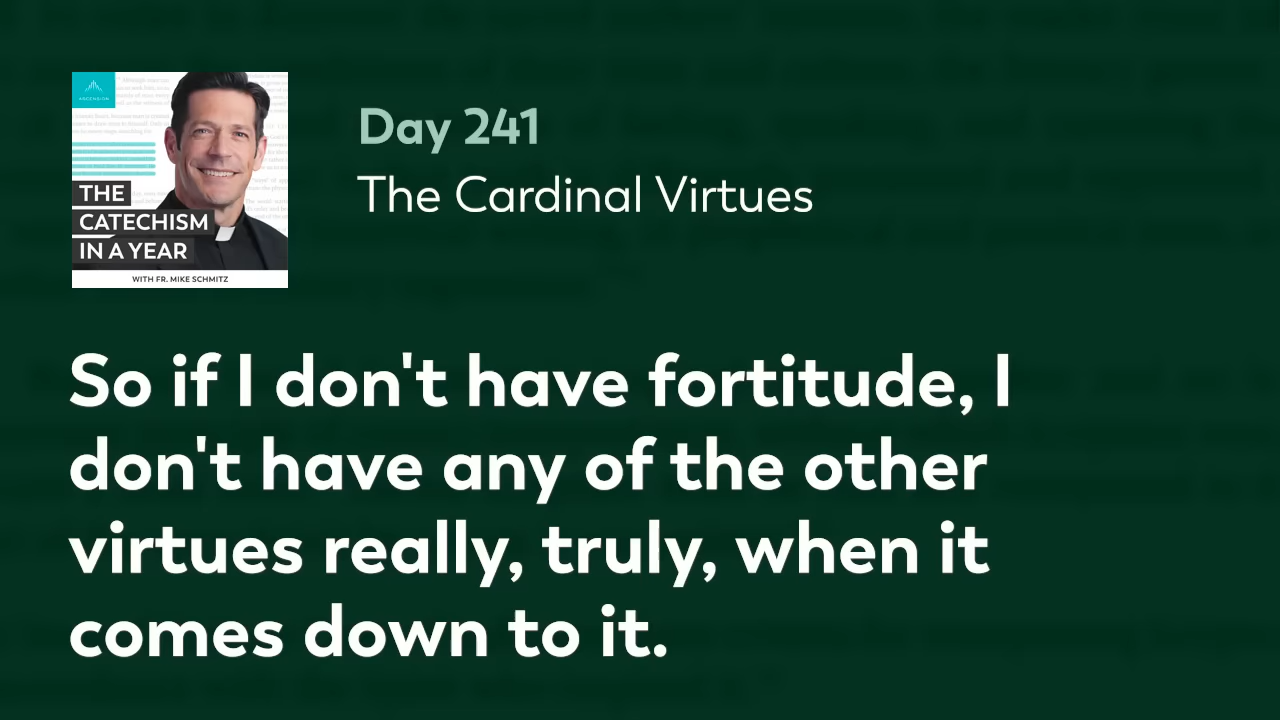 ASCENSION
THE
CATECHISM
IN A YEAR
WITH FR. MIKE SCHMITZ
Day 241
The Cardinal Virtues
So if I don't have fortitude, I
don't have any of the other
virtues really, truly, when it
comes down to it.